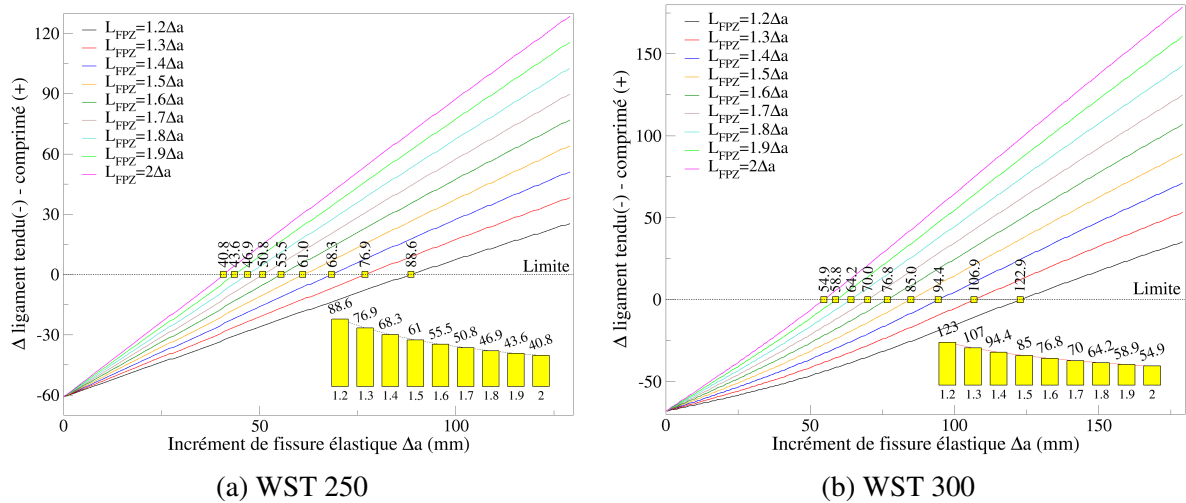 120
90
60
30
0
-30
-60
Δ ligament tendu(-) - comprimé (+)
L_FPZ=1.2Δa
L_FPZ=1.3Δa
L_FPZ=1.4Δa
L_FPZ=1.5Δa
L_FPZ=1.6Δa
L_FPZ=1.7Δa
L_FPZ=1.8Δa
L_FPZ=1.9Δa
L_FPZ=2Δa
40.8 43.6 46.9 50.8 55.5 61.0 68.3 76.9 88.6
Limite
88.6 76.9 68.3 61 55.5 50.8 46.9 43.6 40.8
1.2 1.3 1.4 1.5 1.6 1.7 1.8 1.9 2
0 50 100
Incrément de fissure élastique Δa (mm)
(a) WST 250
150
100
50
0
-50
Δ ligament tendu(-) - comprimé (+)
L_FPZ=1.2Δa
L_FPZ=1.3Δa
L_FPZ=1.4Δa
L_FPZ=1.5Δa
L_FPZ=1.6Δa
L_FPZ=1.7Δa
L_FPZ=1.8Δa
L_FPZ=1.9Δa
L_FPZ=2Δa
54.9 58.8 64.2 70.0 76.8 85.0 94.4 106.9 122.9
Limite
123 107 94.4 85 76.8 70 64.2 58.9 54.9
1.2 1.3 1.4 1.5 1.6 1.7 1.8 1.9 2
0 50 100 150
Incrément de fissure élastique Δa (mm)
(b) WST 300